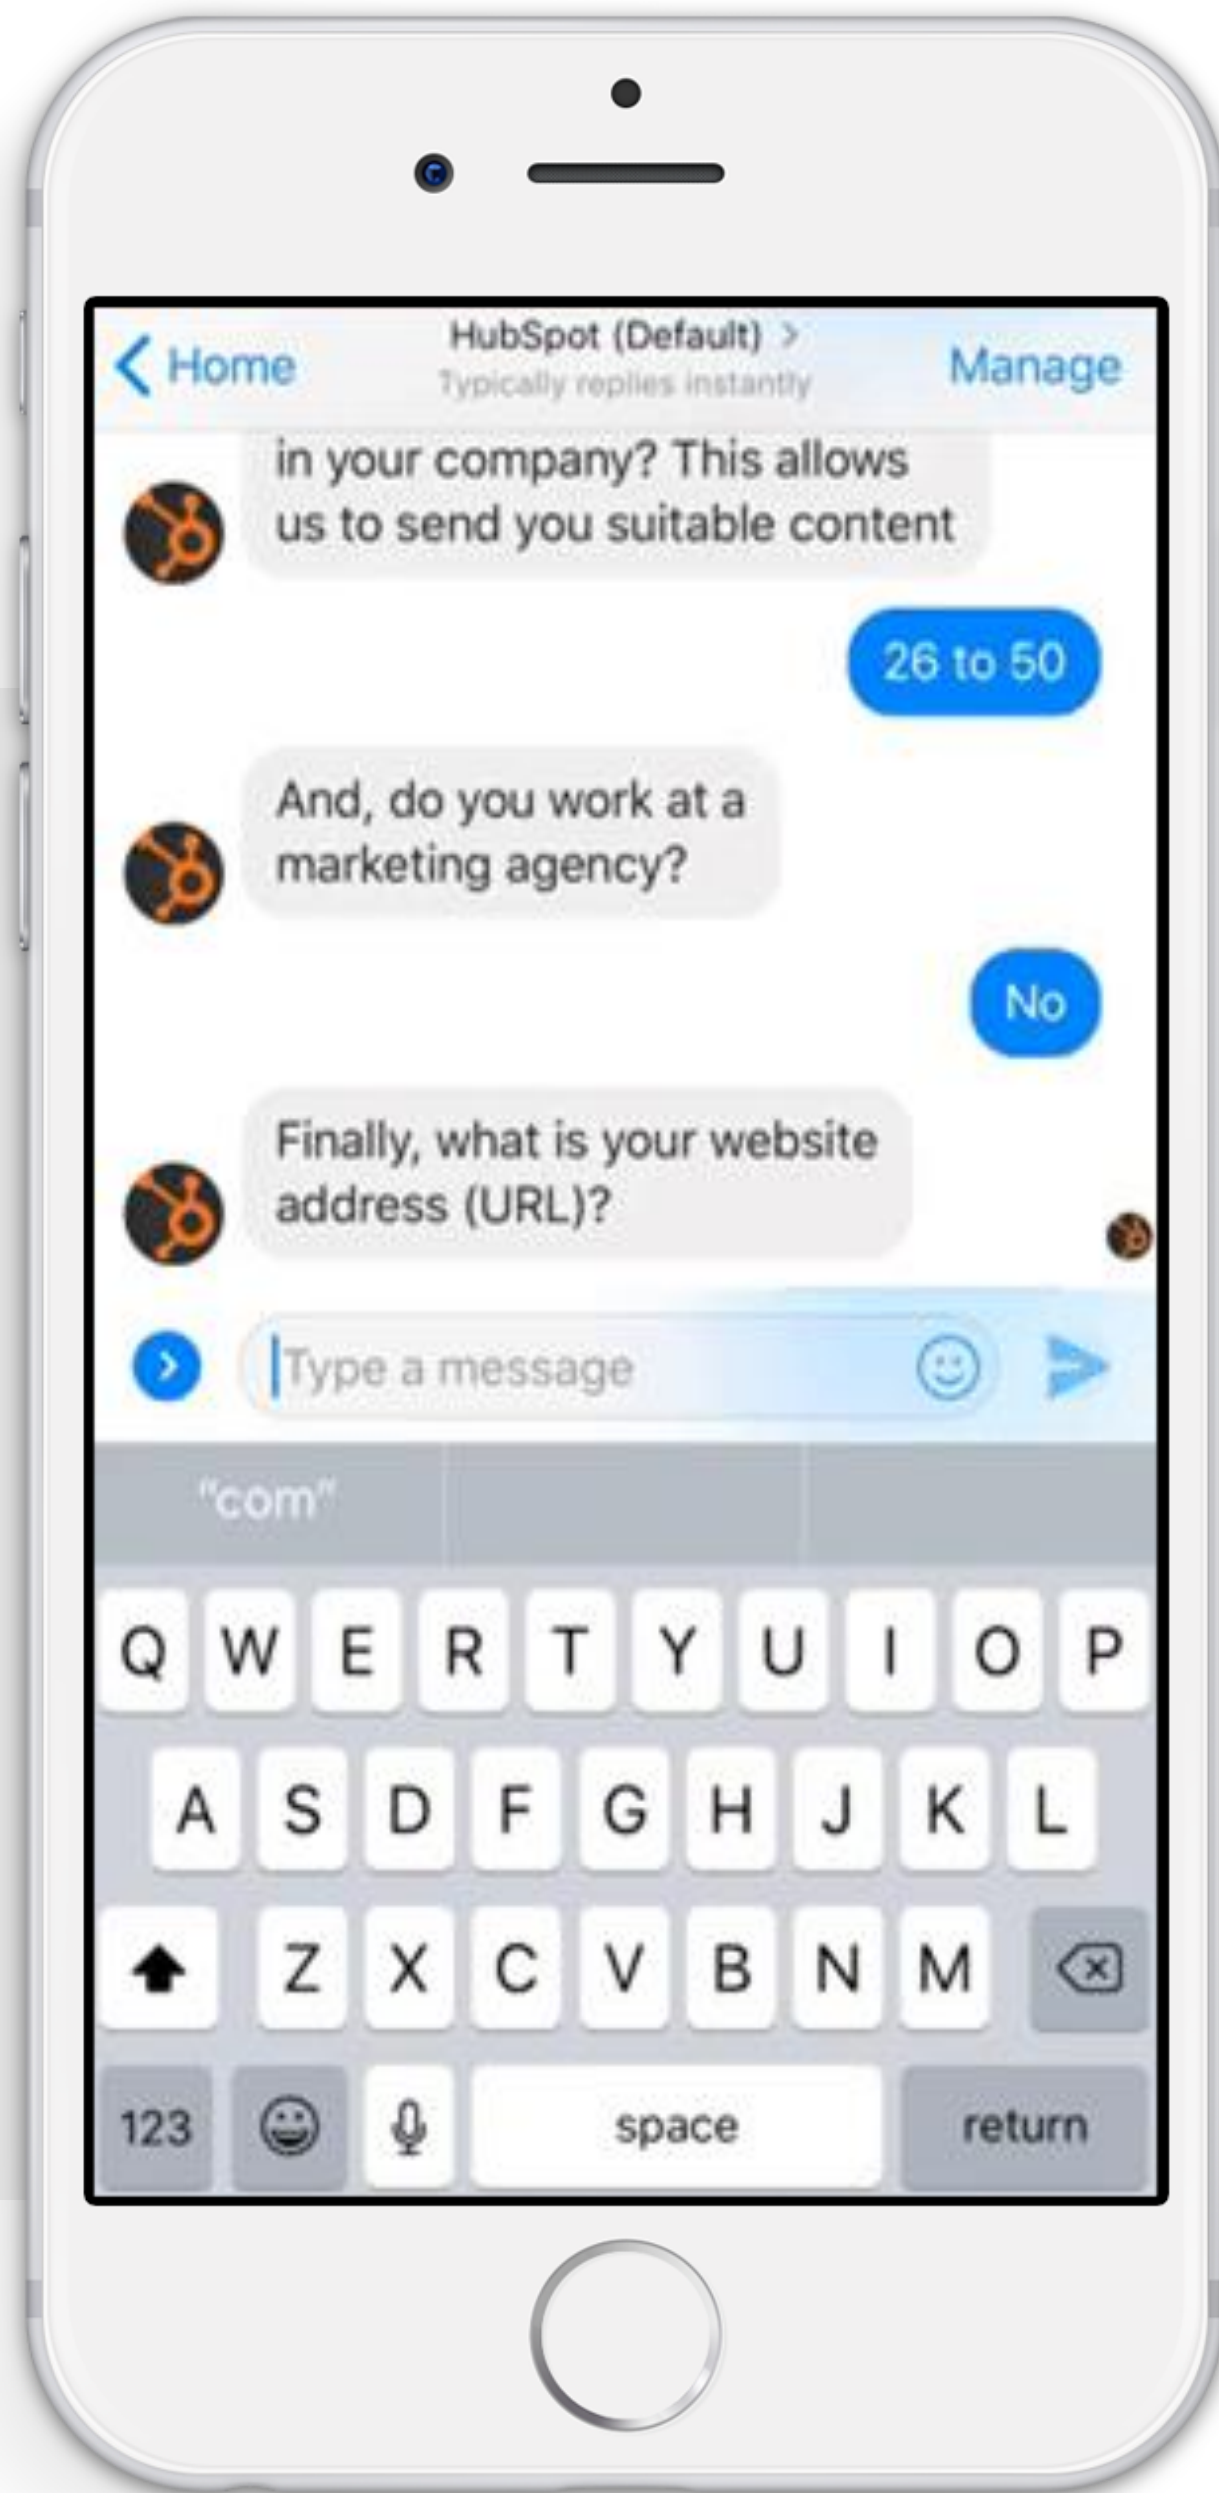 Home
HubSpot (Default) >
Typically replies instantly
Manage
in your company? This allows
us to send you suitable content
26 to 50
And, do you work at a
marketing agency?
No
Finally, what is your website
address (URL)?
Type a message
"com"
Q W E R T Y U I O P
A S D F G H J K L
Z X C V B N M
123
space
return